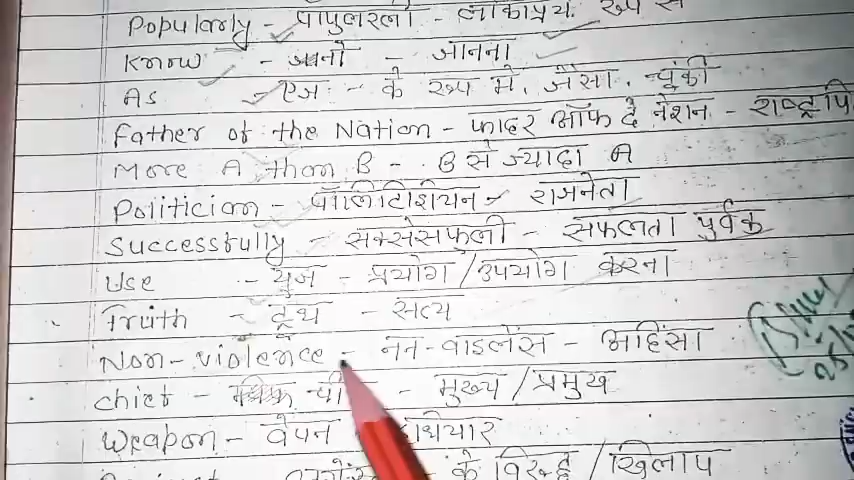 Popularly - प्रापुलरली - लोकप्रिय रूप से
Know - जानो - जानना
As - एज - के रूप मे, जैसा, न्यूंकी
Father of the Nation - फादर ऑफ दे नेशन - राष्ट्रपि
More A than B - B से ज्यादा A
Politician - पॉलिटिशियन - राजनेता
Successfully - सक्सेसफली - सफलता पुर्वक
Use - युज - प्रयोग/उपयोग करना
Truth - ट्रुथ - सत्य
Non-violence - नन-वाइलेंस - अहिंसा
Chief - ची - मुख्य/प्रमुख
Weapon - वेपन थियार
के विरुद्ध/खिलाप